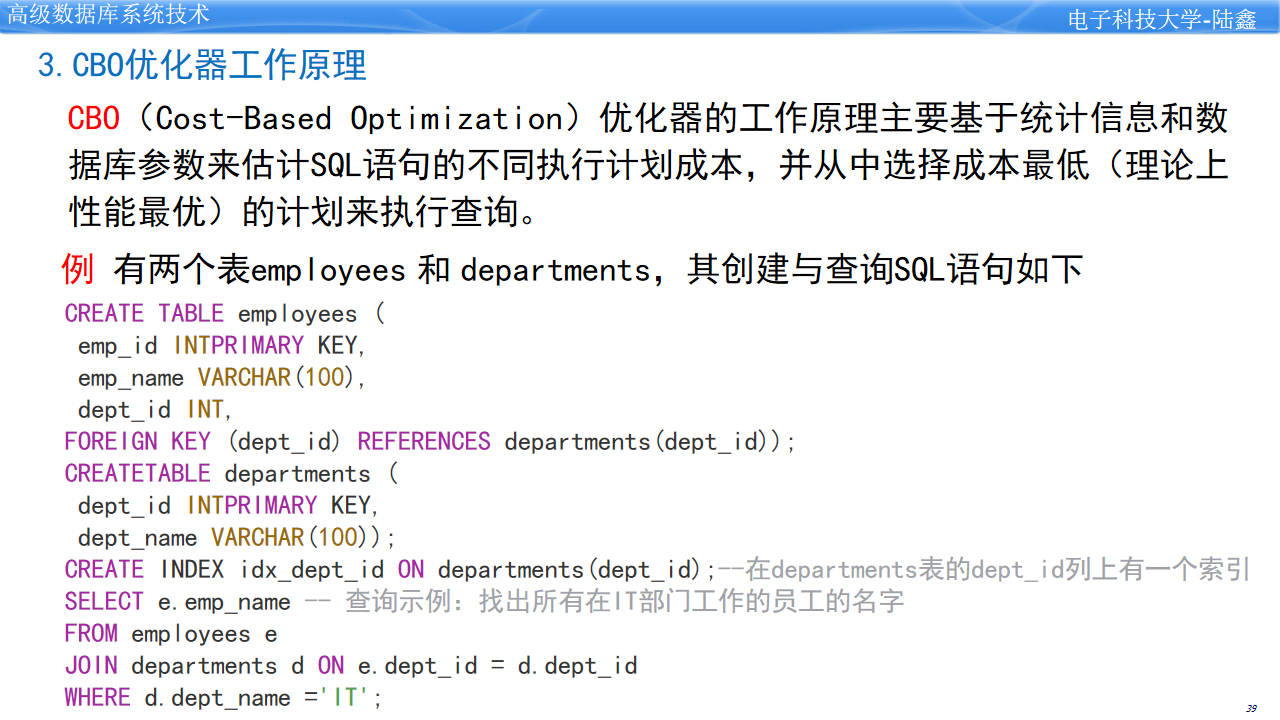 高级数据库系统技术
电子科技大学-陆鑫
3.CBO优化器工作原理
CBO（Cost-Based Optimization）优化器的工作原理主要基于统计信息和数
据库参数来估计SQL语句的不同执行计划成本，并从中选择成本最低（理论上
性能最优）的计划来执行查询。
例 有两个表employees 和 departments，其创建与查询SQL语句如下
CREATE TABLE employees (
emp_id INTPRIMARY KEY,
emp_name VARCHAR(100),
dept_id INT,
FOREIGN KEY (dept_id) REFERENCES departments(dept_id));
CREATETABLE departments (
dept_id INTPRIMARY KEY,
dept_name VARCHAR(100));
CREATE INDEX idx_dept_id ON departments(dept_id);--在departments表的dept_id列上有一个索引
SELECT e.emp_name -- 查询示例：找出所有在IT部门工作的员工的名字
FROM employees e
JOIN departments d ON e.dept_id = d.dept_id
WHERE d.dept_name ='IT';
39